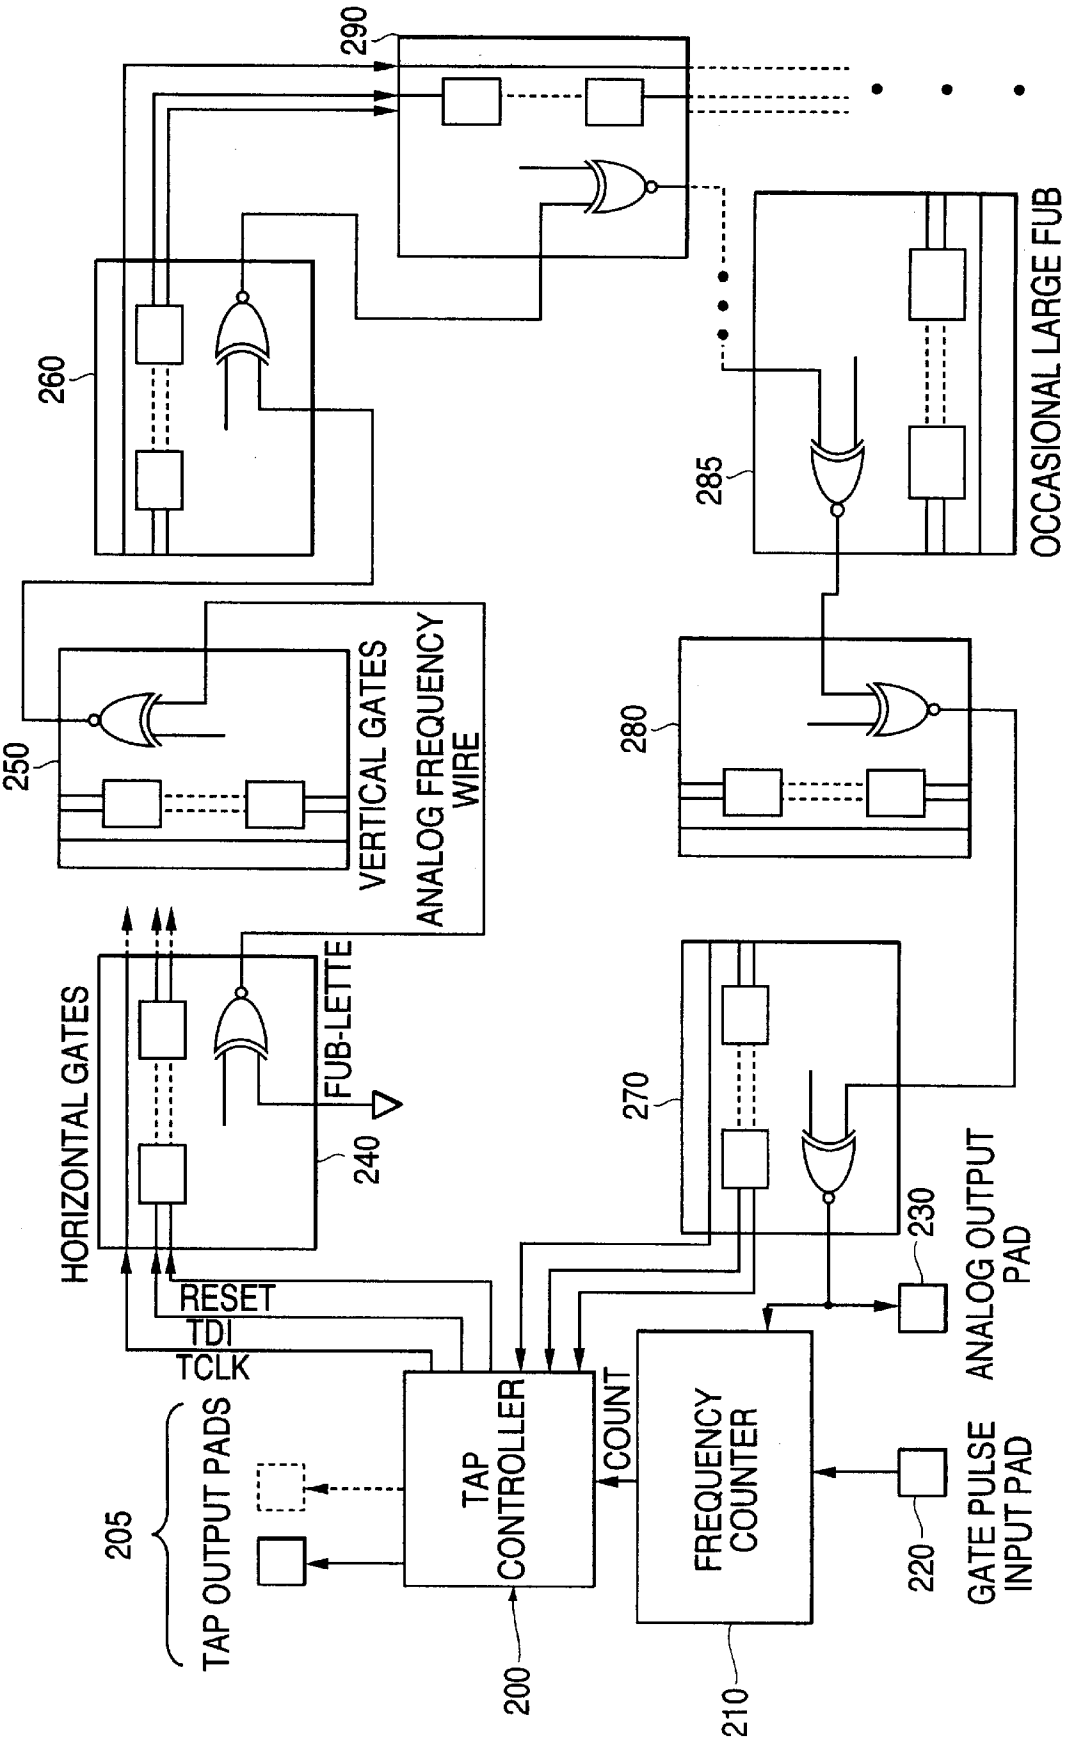 205
TAP OUTPUT PADS
200
TAP
CONTROLLER
COUNT
210
FREQUENCY
COUNTER
220
GATE PULSE
INPUT PAD
230
ANALOG OUTPUT
PAD
TCLK
TDI
RESET
HORIZONTAL GATES
240
FUB-LETTE
250
VERTICAL GATES
ANALOG FREQUENCY
WIRE
260
270
280
285
OCCASIONAL LARGE FUB
290